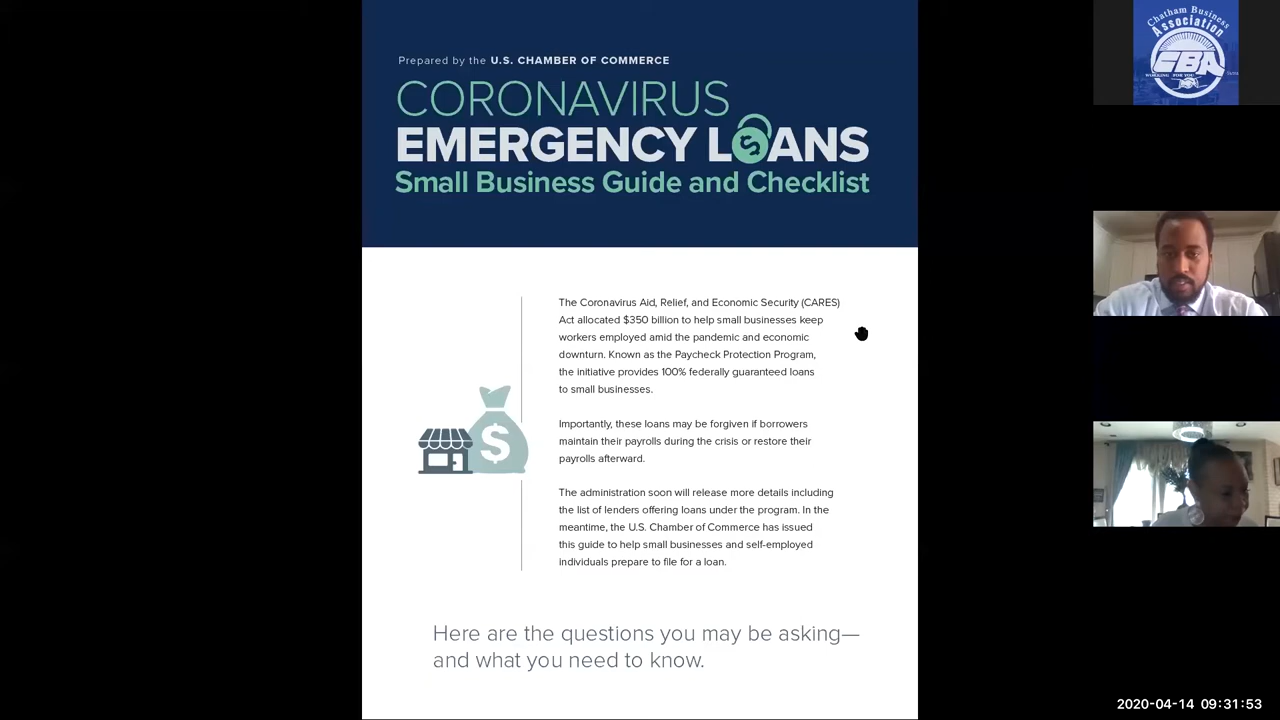 Prepared by the U.S. CHAMBER OF COMMERCE
CORONAVIRUS
EMERGENCY LOANS
Small Business Guide and Checklist
The Coronavirus Aid, Relief, and Economic Security (CARES)
Act allocated $350 billion to help small businesses keep
workers employed amid the pandemic and economic
downturn. Known as the Paycheck Protection Program,
the initiative provides 100% federally guaranteed loans
to small businesses.
Importantly, these loans may be forgiven if borrowers
maintain their payrolls during the crisis or restore their
payrolls afterward.
$
The administration soon will release more details including
the list of lenders offering loans under the program. In the
meantime, the U.S. Chamber of Commerce has issued
this guide to help small businesses and self-employed
individuals prepare to file for a loan.
Here are the questions you may be asking—
and what you need to know.
Chatham Business
Association
CBA
WORKING FOR YOU
2020-04-14 09:31:53